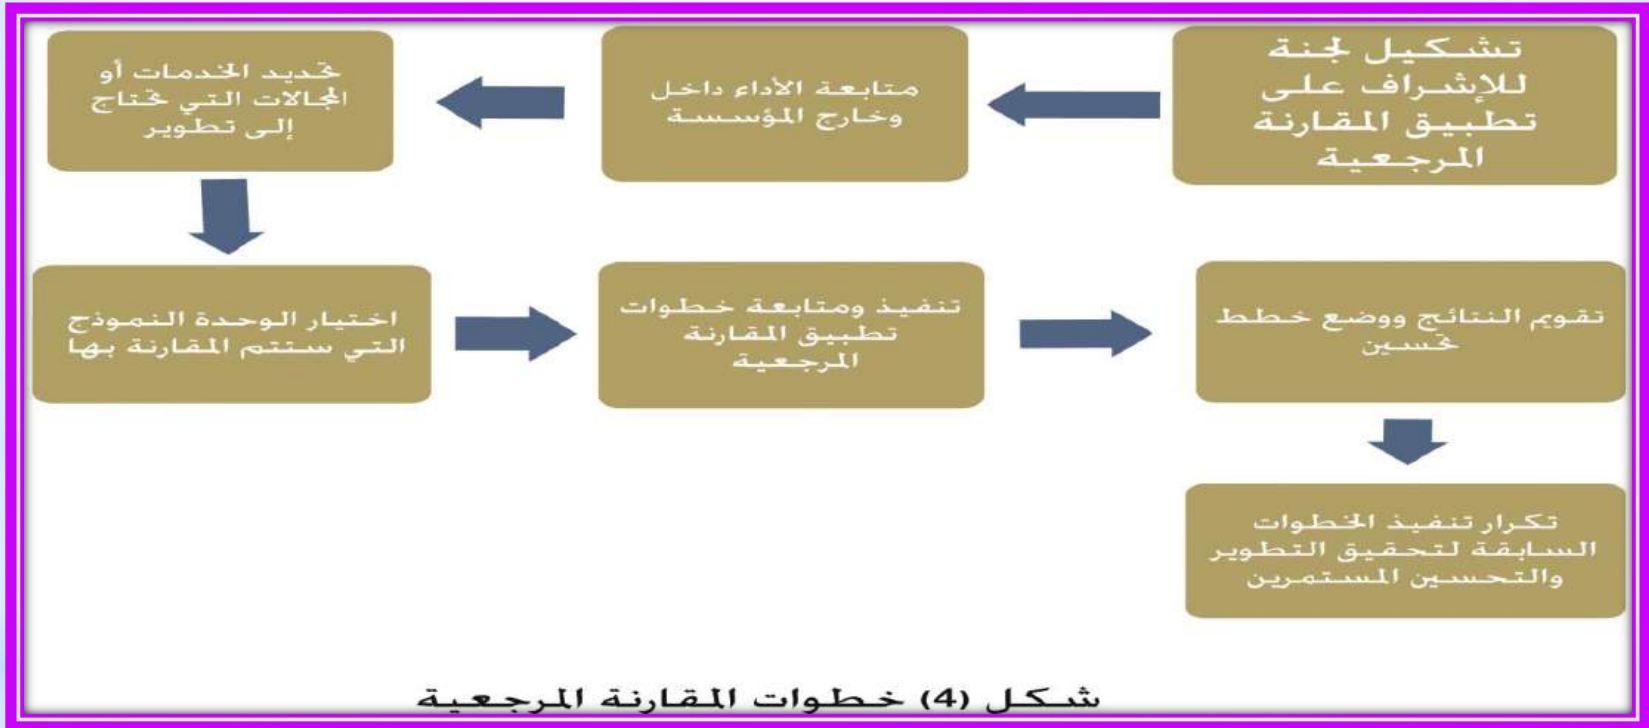 تشكيل لجنة
للإشراف على
تطبيق المقارنة
المرجعية
متابعة الأداء داخل
وخارج المؤسسة
تحديد الخدمات أو
المجالات التي تحتاج
إلى تطوير
اختيار الوحدة النموذج
التي ستتم المقارنة بها
تنفيذ ومتابعة خطوات
تطبيق المقارنة
المرجعية
تقويم النتائج ووضع خطط
تحسين
تكرار تنفيذ الخطوات
السابقة لتحقيق التطوير
والتحسين المستمرين
شكل (4) خطوات المقارنة المرجعية